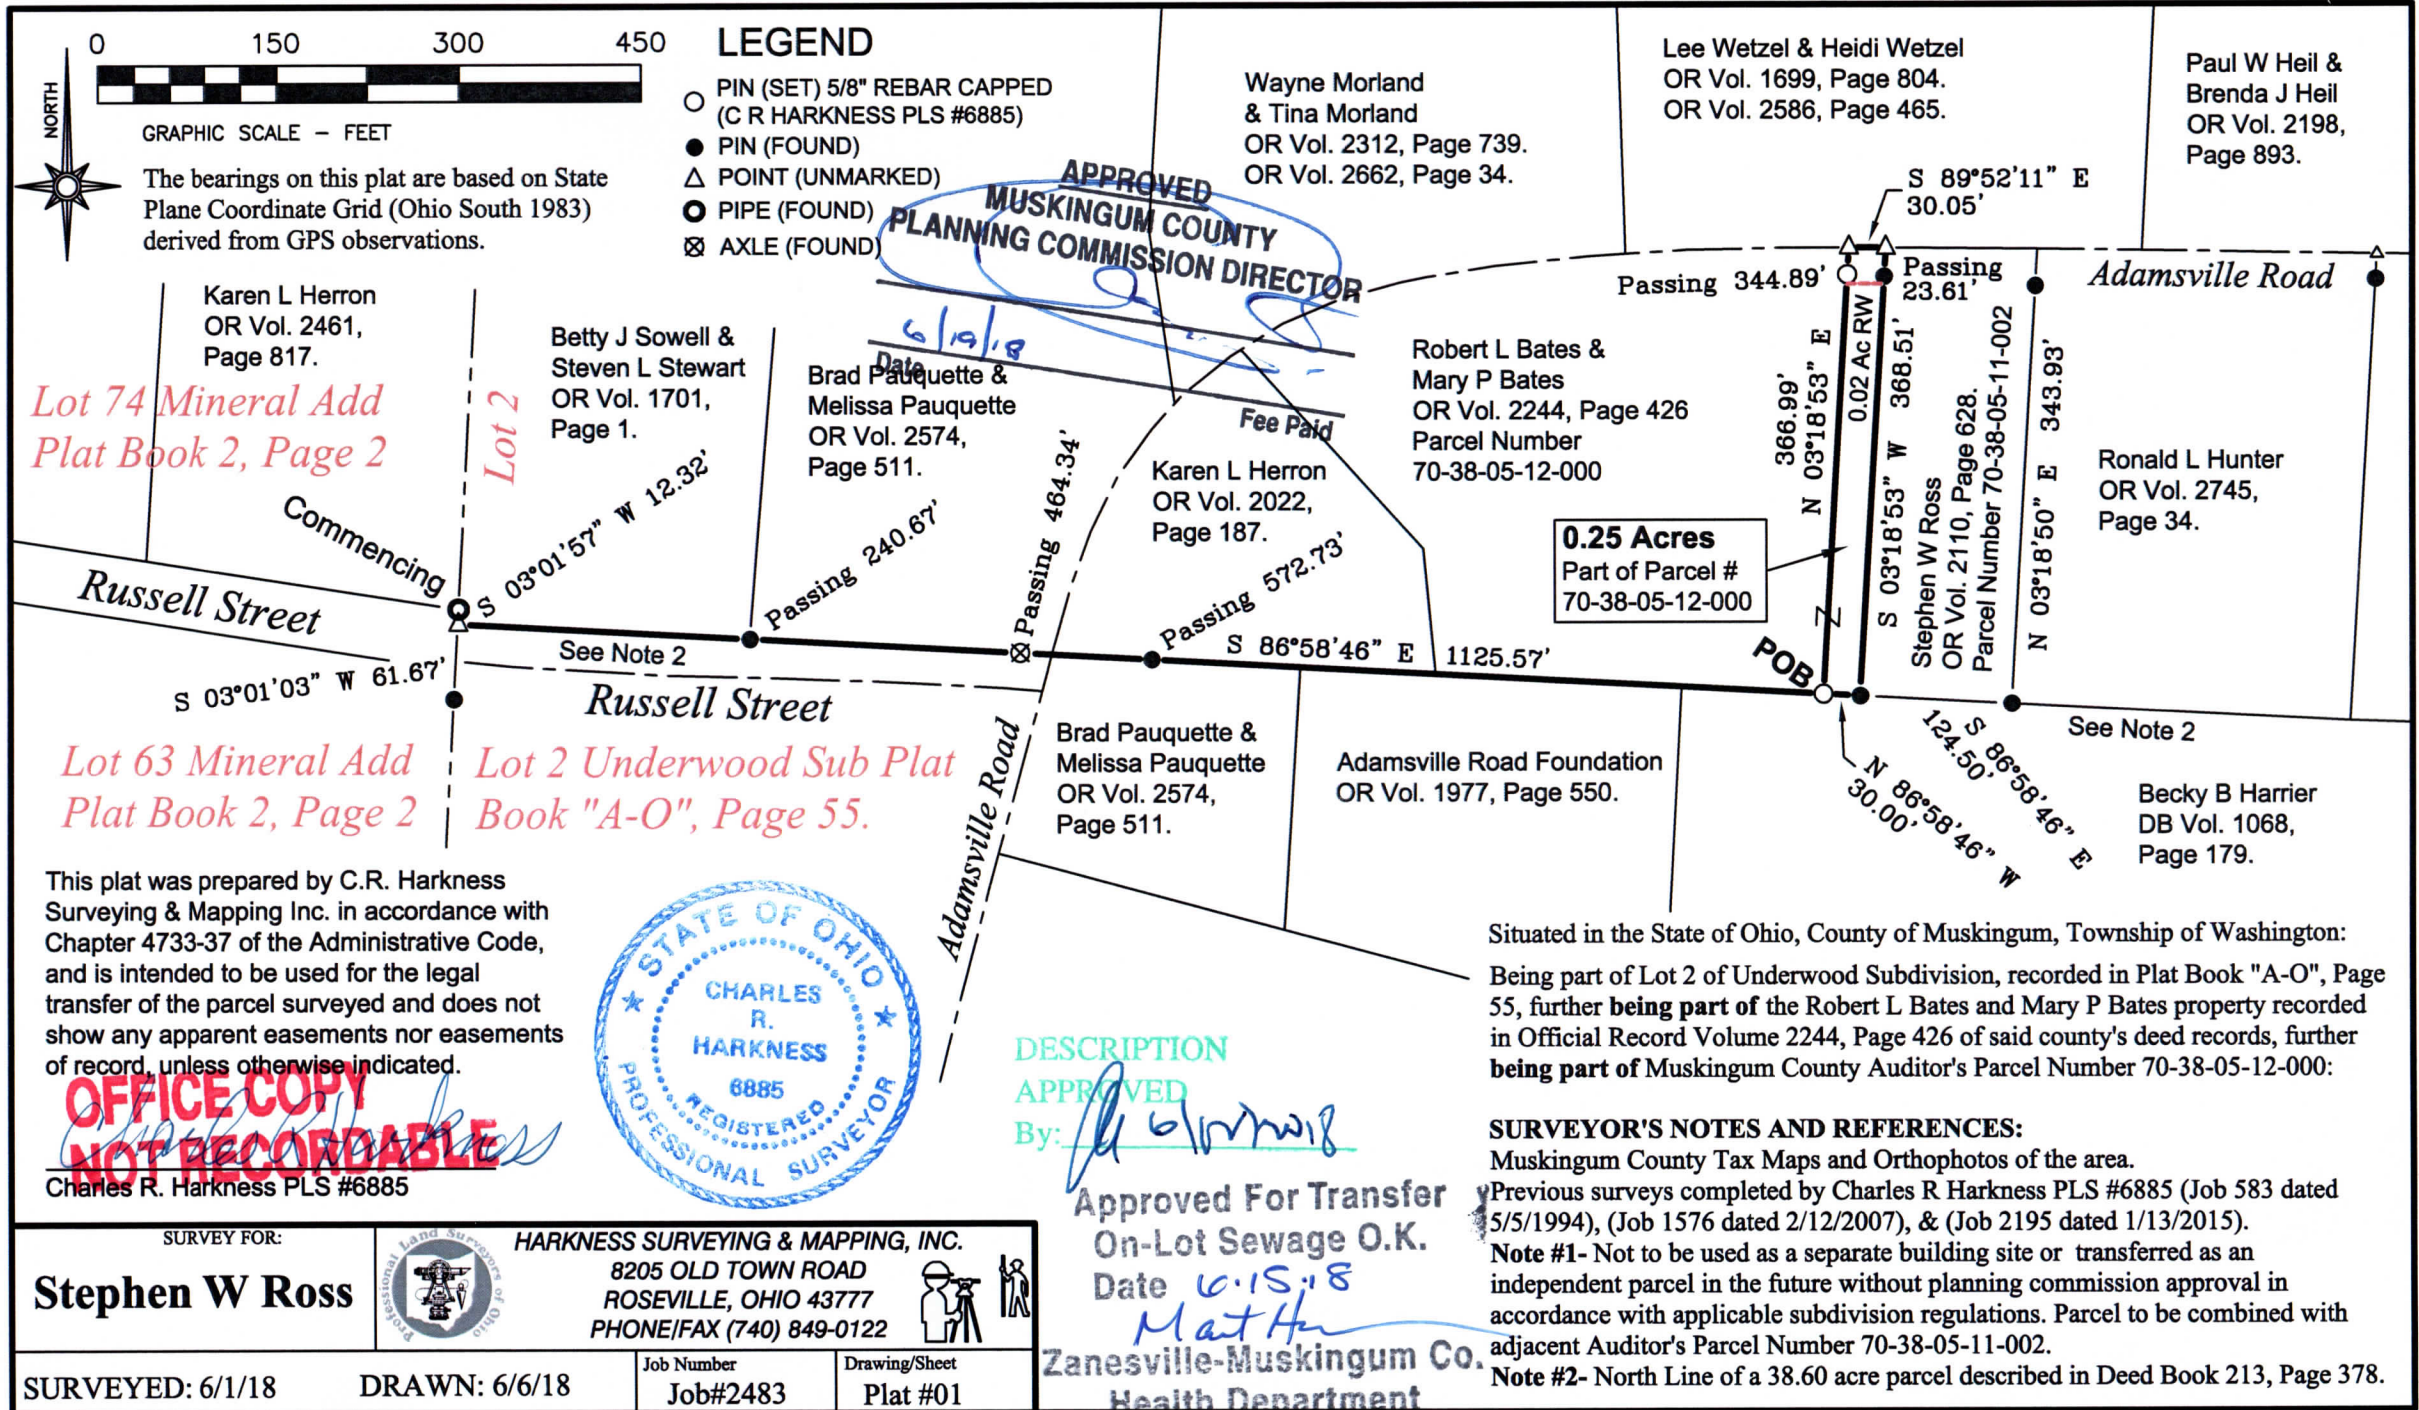 0 150 300 450
GRAPHIC SCALE – FEET
NORTH
The bearings on this plat are based on State
Plane Coordinate Grid (Ohio South 1983)
derived from GPS observations.
LEGEND
PIN (SET) 5/8" REBAR CAPPED
(C R HARKNESS PLS #6885)
PIN (FOUND)
POINT (UNMARKED)
PIPE (FOUND)
AXLE (FOUND)
APPROVED
MUSKINGUM COUNTY
PLANNING COMMISSION DIRECTOR
6/19/18
Date
Fee Paid
Wayne Morland
& Tina Morland
OR Vol. 2312, Page 739.
OR Vol. 2662, Page 34.
Lee Wetzel & Heidi Wetzel
OR Vol. 1699, Page 804.
OR Vol. 2586, Page 465.
Paul W Heil &
Brenda J Heil
OR Vol. 2198,
Page 893.
S 89°52'11" E
30.05'
Passing 344.89'
Passing
23.61'
Adamsville Road
Karen L Herron
OR Vol. 2461,
Page 817.
Lot 74 Mineral Add
Plat Book 2, Page 2
Lot 2
Betty J Sowell &
Steven L Stewart
OR Vol. 1701,
Page 1.
Brad Pauquette &
Melissa Pauquette
OR Vol. 2574,
Page 511.
Karen L Herron
OR Vol. 2022,
Page 187.
Robert L Bates &
Mary P Bates
OR Vol. 2244, Page 426
Parcel Number
70-38-05-12-000
366.99'
N 03°18'53" E
0.02 Ac RW
S 03°18'53" W 368.51'
Stephen W Ross
OR Vol. 2110, Page 628.
Parcel Number 70-38-05-11-002
N 03°18'50" E 343.93'
Ronald L Hunter
OR Vol. 2745,
Page 34.
0.25 Acres
Part of Parcel #
70-38-05-12-000
Commencing
S 03°01'57" W 12.32'
Passing 240.67'
Passing 464.34'
Passing 572.73'
S 86°58'46" E 1125.57'
POB
Russell Street
See Note 2
Russell Street
S 03°01'03" W 61.67'
S 86°58'46" E
124.50'
N 86°58'46" W
30.00'
See Note 2
Lot 63 Mineral Add
Plat Book 2, Page 2
Lot 2 Underwood Sub Plat
Book "A-O", Page 55.
Adamsville Road
Brad Pauquette &
Melissa Pauquette
OR Vol. 2574,
Page 511.
Adamsville Road Foundation
OR Vol. 1977, Page 550.
Becky B Harrier
DB Vol. 1068,
Page 179.
This plat was prepared by C.R. Harkness
Surveying & Mapping Inc. in accordance with
Chapter 4733-37 of the Administrative Code,
and is intended to be used for the legal
transfer of the parcel surveyed and does not
show any apparent easements nor easements
of record, unless otherwise indicated.
OFFICE COPY
NOT RECORDABLE
Charles R Harkness
Charles R. Harkness PLS #6885
STATE OF OHIO
CHARLES
R.
HARKNESS
6885
REGISTERED
PROFESSIONAL SURVEYOR
DESCRIPTION
APPROVED
By:
Approved For Transfer
On-Lot Sewage O.K.
Date 6.15.18
Zanesville-Muskingum Co.
Health Department
Situated in the State of Ohio, County of Muskingum, Township of Washington:
Being part of Lot 2 of Underwood Subdivision, recorded in Plat Book "A-O", Page
55, further being part of the Robert L Bates and Mary P Bates property recorded
in Official Record Volume 2244, Page 426 of said county's deed records, further
being part of Muskingum County Auditor's Parcel Number 70-38-05-12-000:
SURVEYOR'S NOTES AND REFERENCES:
Muskingum County Tax Maps and Orthophotos of the area.
Previous surveys completed by Charles R Harkness PLS #6885 (Job 583 dated
5/5/1994), (Job 1576 dated 2/12/2007), & (Job 2195 dated 1/13/2015).
Note #1- Not to be used as a separate building site or transferred as an
independent parcel in the future without planning commission approval in
accordance with applicable subdivision regulations. Parcel to be combined with
adjacent Auditor's Parcel Number 70-38-05-11-002.
Note #2- North Line of a 38.60 acre parcel described in Deed Book 213, Page 378.
SURVEY FOR:
Stephen W Ross
Professional Land Surveyors of Ohio
HARKNESS SURVEYING & MAPPING, INC.
8205 OLD TOWN ROAD
ROSEVILLE, OHIO 43777
PHONE/FAX (740) 849-0122
SURVEYED: 6/1/18
DRAWN: 6/6/18
Job Number
Job#2483
Drawing/Sheet
Plat #01